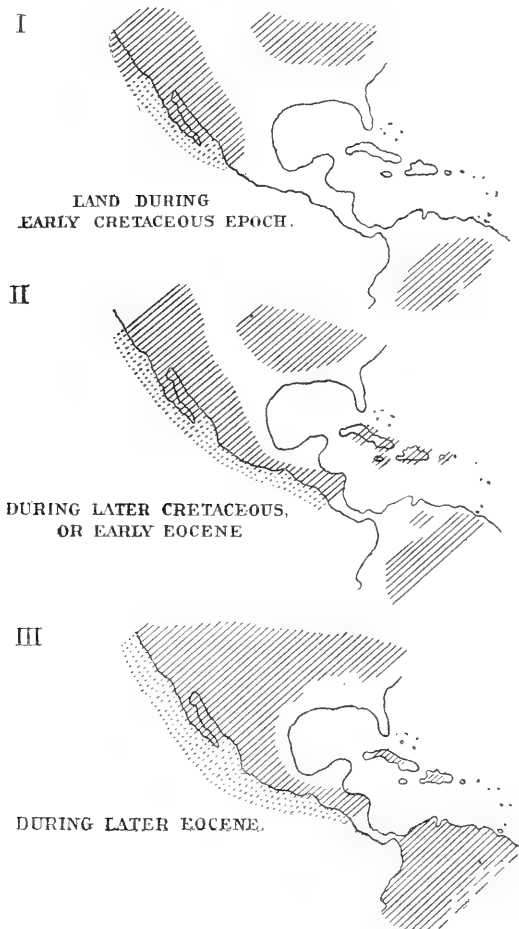 I
LAND DURING
EARLY CRETACEOUS EPOCH.
II
DURING LATER CRETACEOUS,
OR EARLY EOCENE
III
DURING LATER EOCENE.